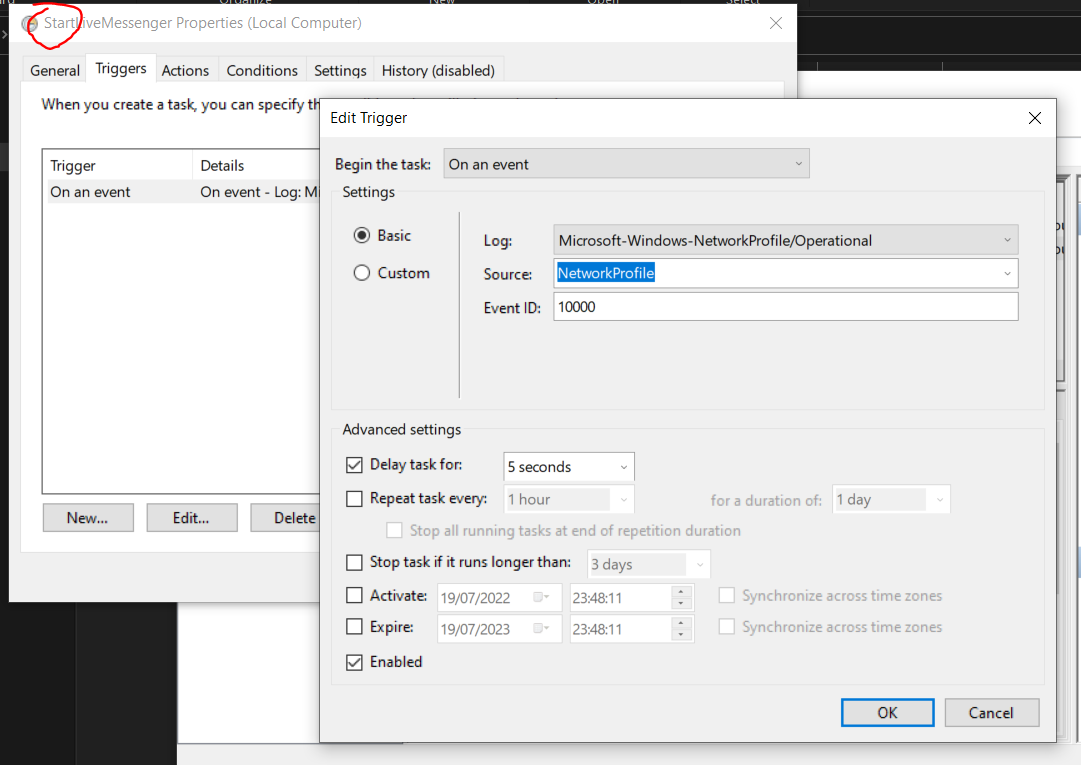 Organize New Open Select
StartLiveMessenger Properties (Local Computer)
General Triggers Actions Conditions Settings History (disabled)
When you create a task, you can specify
Trigger Details
On an event On event - Log: Mi
New... Edit... Delete
Edit Trigger
Begin the task: On an event
Settings
Basic
Custom
Log: Microsoft-Windows-NetworkProfile/Operational
Source: NetworkProfile
Event ID: 10000
Advanced settings
Delay task for: 5 seconds
Repeat task every: 1 hour for a duration of: 1 day
Stop all running tasks at end of repetition duration
Stop task if it runs longer than: 3 days
Activate: 19/07/2022 23:48:11 Synchronize across time zones
Expire: 19/07/2023 23:48:11 Synchronize across time zones
Enabled
OK Cancel